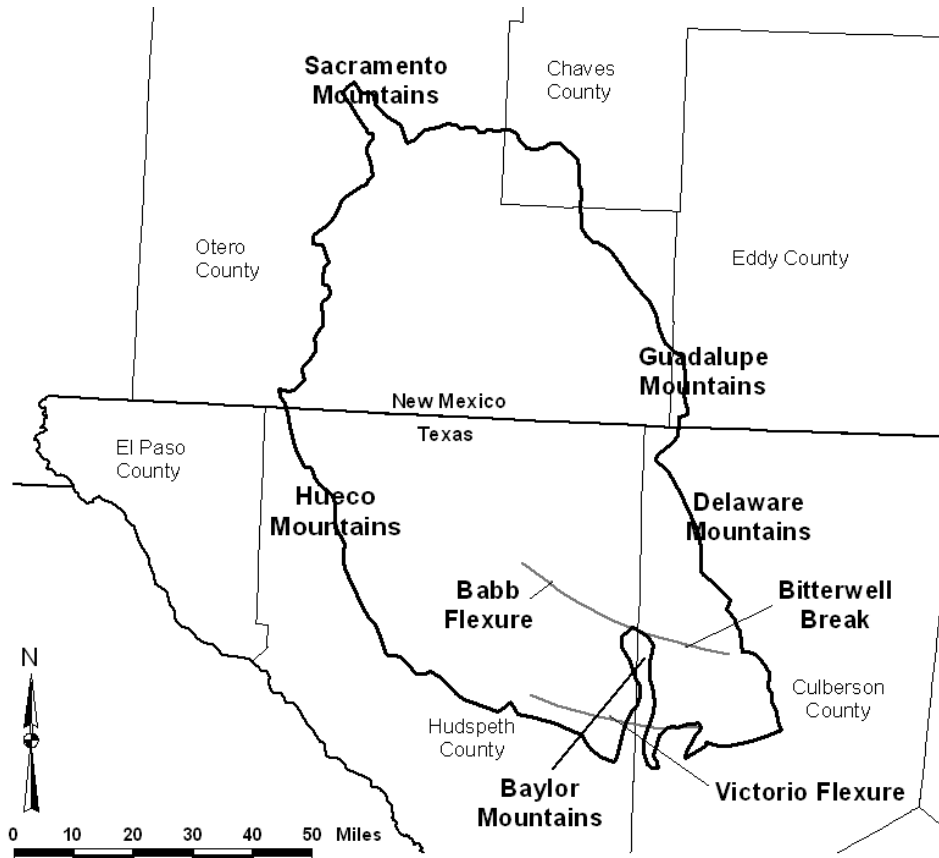 Sacramento
Mountains
Chaves
County
Otero
County
Eddy County
Guadalupe
Mountains
New Mexico
Texas
El Paso
County
Hueco
Mountains
Delaware
Mountains
Babb
Flexure
Bitterwell
Break
N
Culberson
County
Hudspeth
County
Baylor
Mountains
Victorio Flexure
0 10 20 30 40 50 Miles